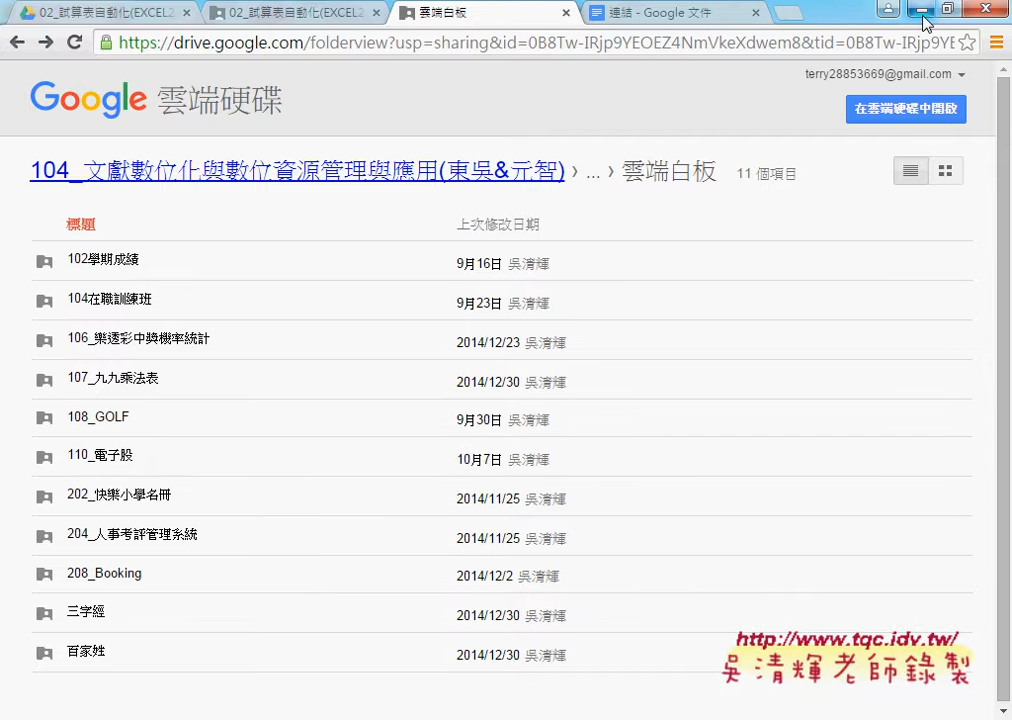 02_試算表自動化(EXCEL2 × 02_試算表自動化(EXCEL2 × 雲端白板 × 連結 - Google 文件 ×
https://drive.google.com/folderview?usp=sharing&id=0B8Tw-IRjp9YEOEZ4NmVkeXdwem8&tid=0B8Tw-IRjp9YE
terry28853669@gmail.com
Google 雲端硬碟
在雲端硬碟中開啟
104_文獻數位化與數位資源管理與應用(東吳&元智) › ... › 雲端白板 11 個項目
標題 上次修改日期
102學期成績 9月16日 吳清輝
104在職訓練班 9月23日 吳清輝
106_樂透彩中獎機率統計 2014/12/23 吳清輝
107_九九乘法表 2014/12/30 吳清輝
108_GOLF 9月30日 吳清輝
110_電子股 10月7日 吳清輝
202_快樂小學名冊 2014/11/25 吳清輝
204_人事考評管理系統 2014/11/25 吳清輝
208_Booking 2014/12/2 吳清輝
三字經 2014/12/30 吳清輝
百家姓 2014/12/30 吳清輝
http://www.tqc.idv.tw/
吳清輝老師錄製